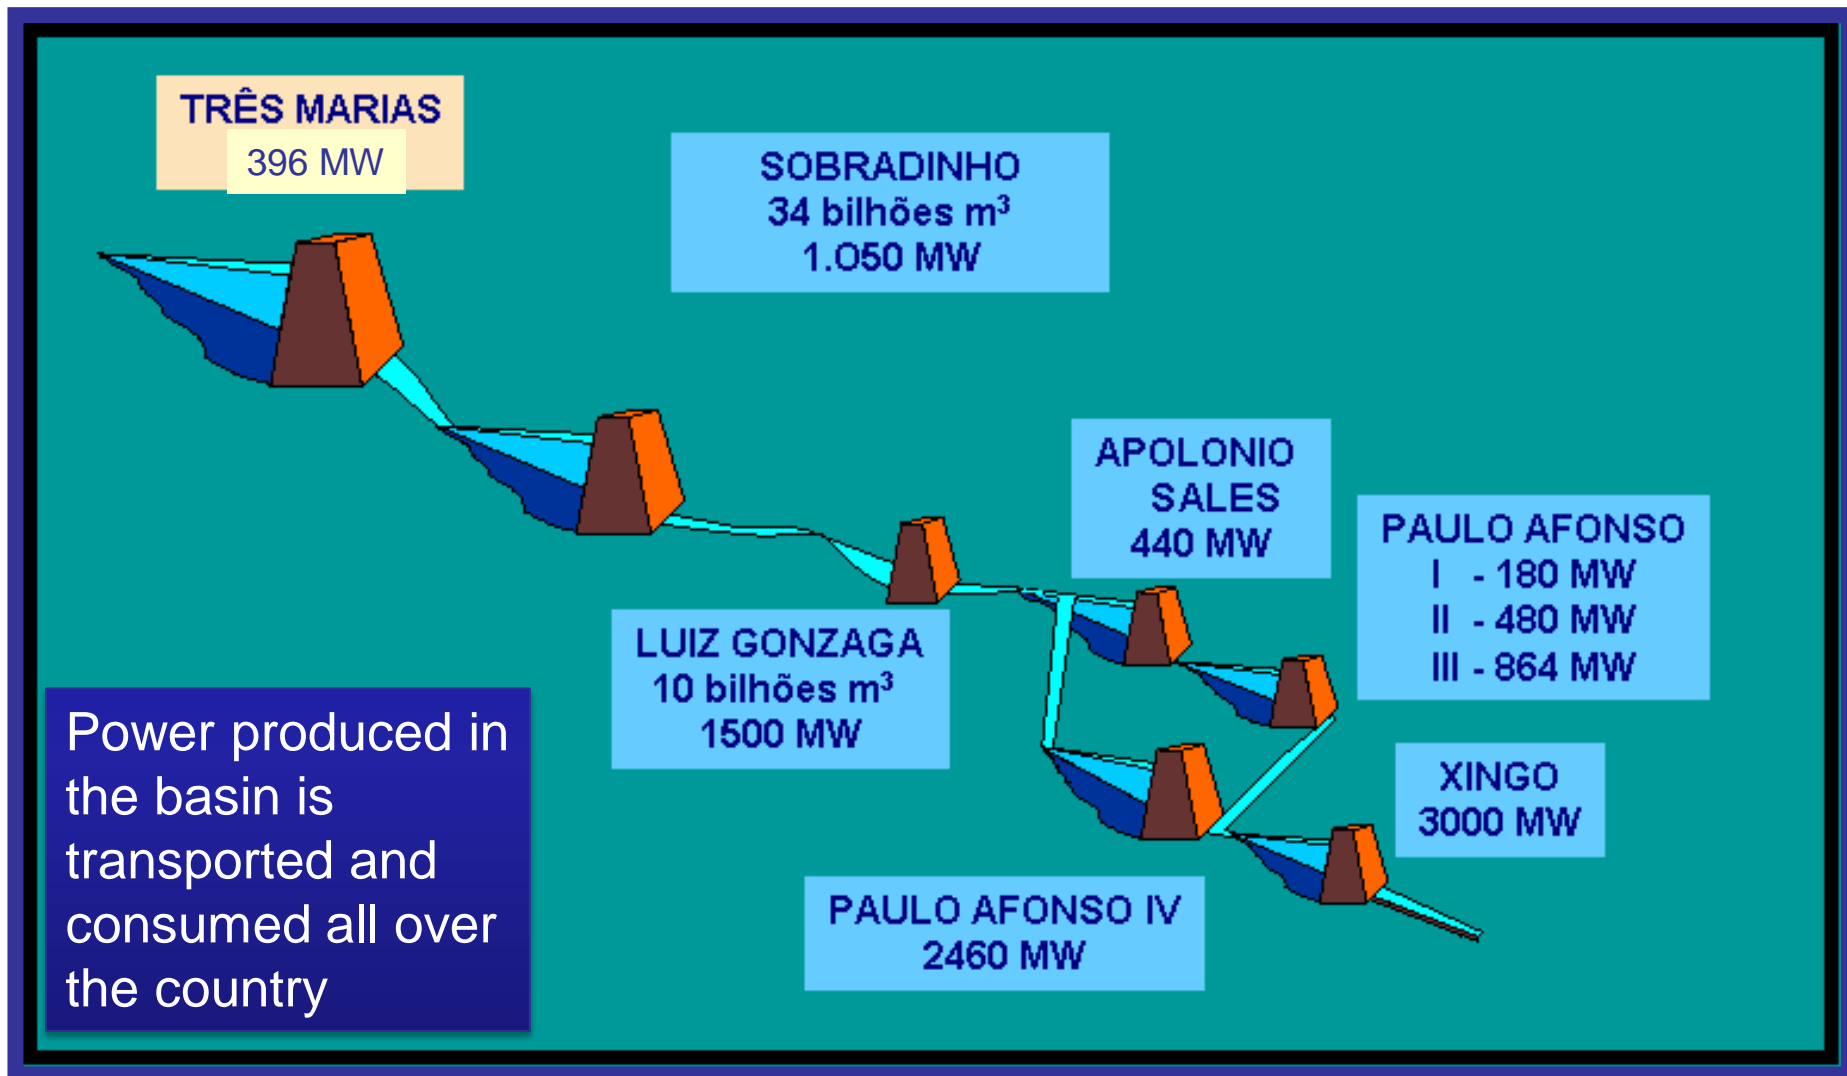 TRÊS MARIAS
396 MW
SOBRADINHO
34 bilhões m³
1.O50 MW
APOLONIO
SALES
440 MW
PAULO AFONSO
I - 180 MW
II - 480 MW
III - 864 MW
LUIZ GONZAGA
10 bilhões m³
1500 MW
Power produced in
the basin is
transported and
consumed all over
the country
XINGO
3000 MW
PAULO AFONSO IV
2460 MW